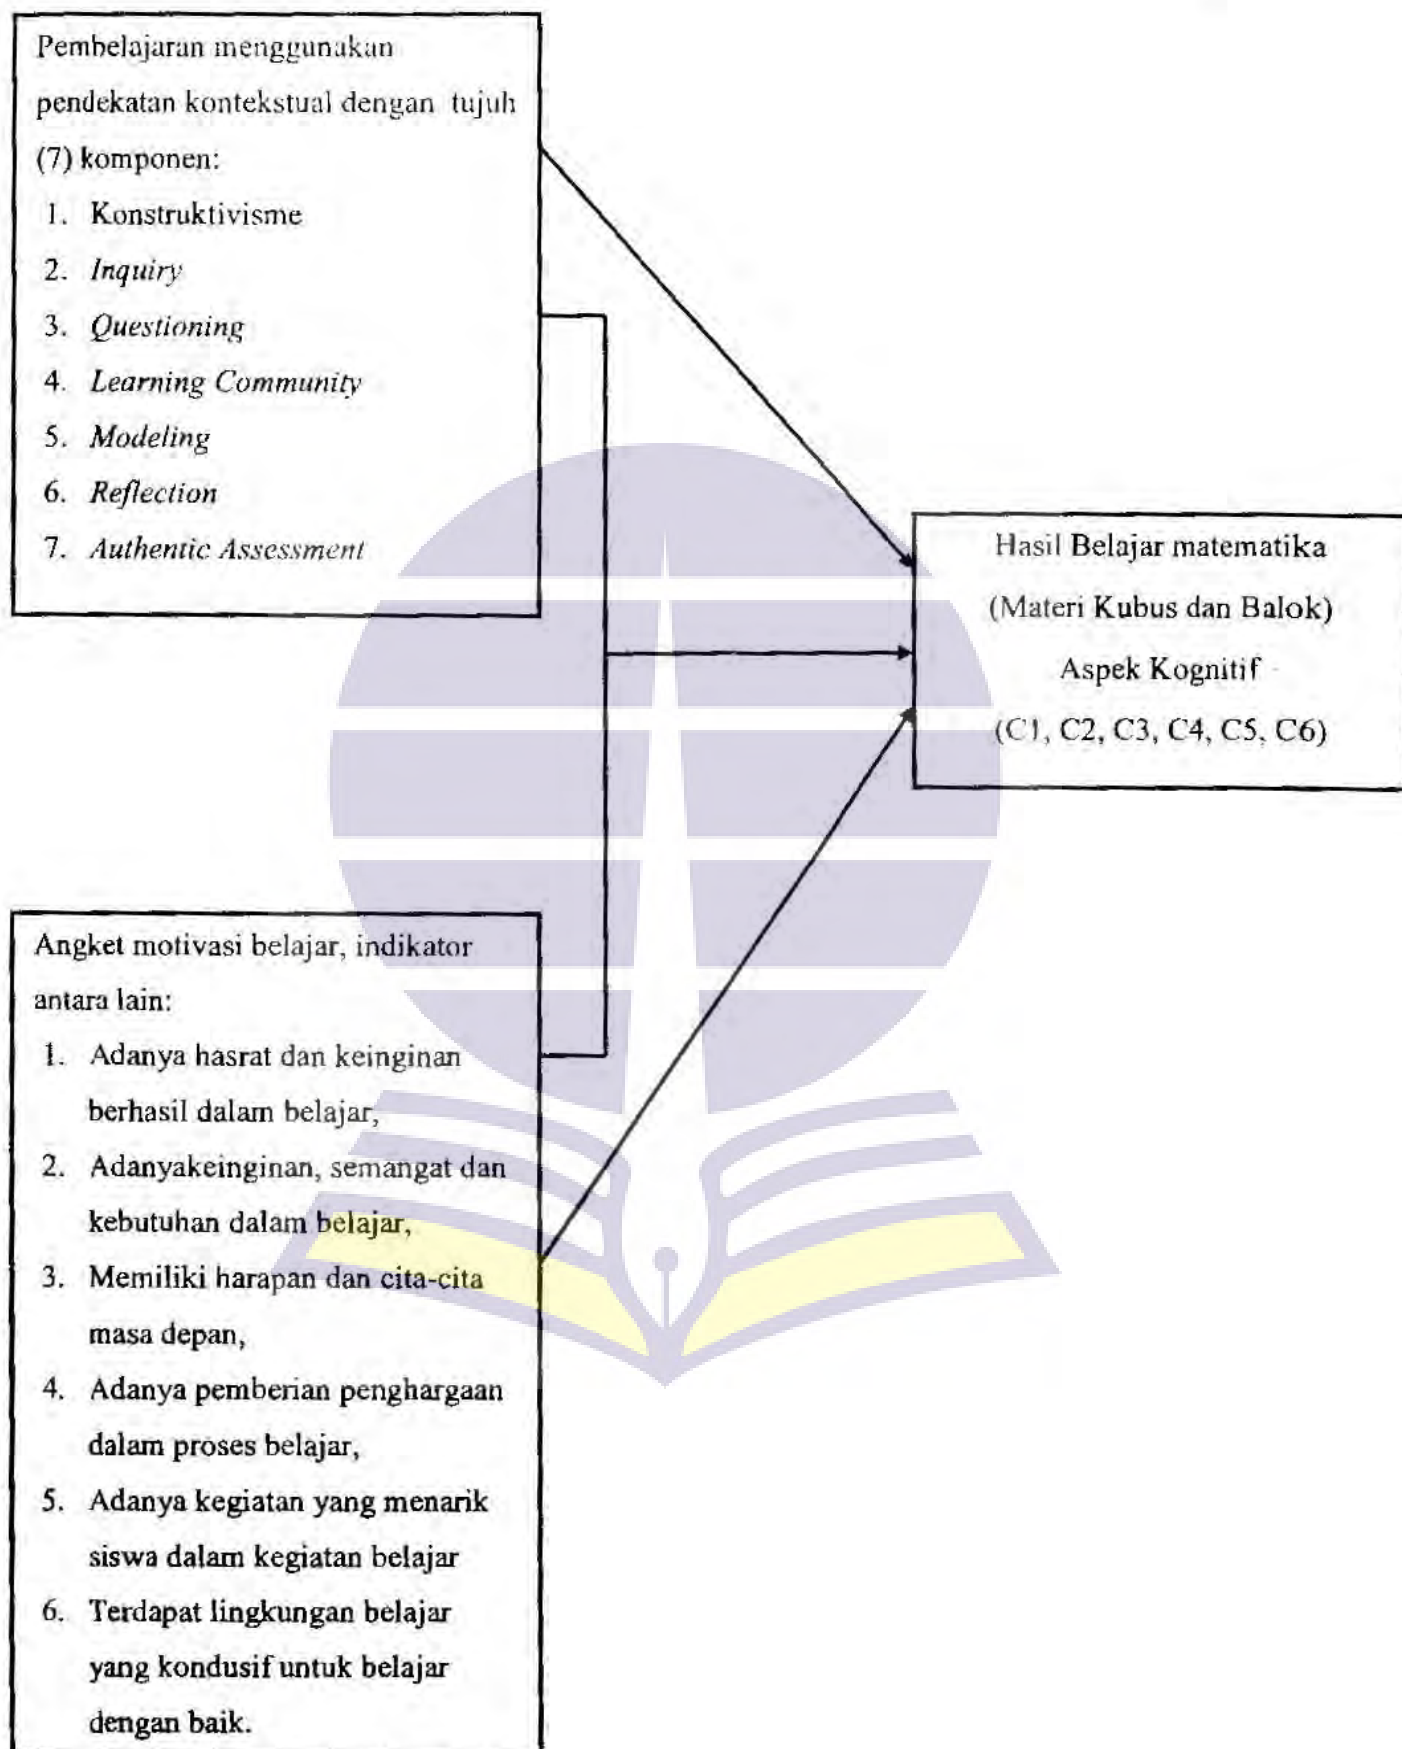 Pembelajaran menggunakan
pendekatan kontekstual dengan tujuh
(7) komponen:
1. Konstruktivisme
2. Inquiry
3. Questioning
4. Learning Community
5. Modeling
6. Reflection
7. Authentic Assessment
Hasil Belajar matematika
(Materi Kubus dan Balok)
Aspek Kognitif
(C1, C2, C3, C4, C5, C6)
Angket motivasi belajar, indikator
antara lain:
1. Adanya hasrat dan keinginan
berhasil dalam belajar,
2. Adanyakeinginan, semangat dan
kebutuhan dalam belajar,
3. Memiliki harapan dan cita-cita
masa depan,
4. Adanya pemberian penghargaan
dalam proses belajar,
5. Adanya kegiatan yang menarik
siswa dalam kegiatan belajar
6. Terdapat lingkungan belajar
yang kondusif untuk belajar
dengan baik.